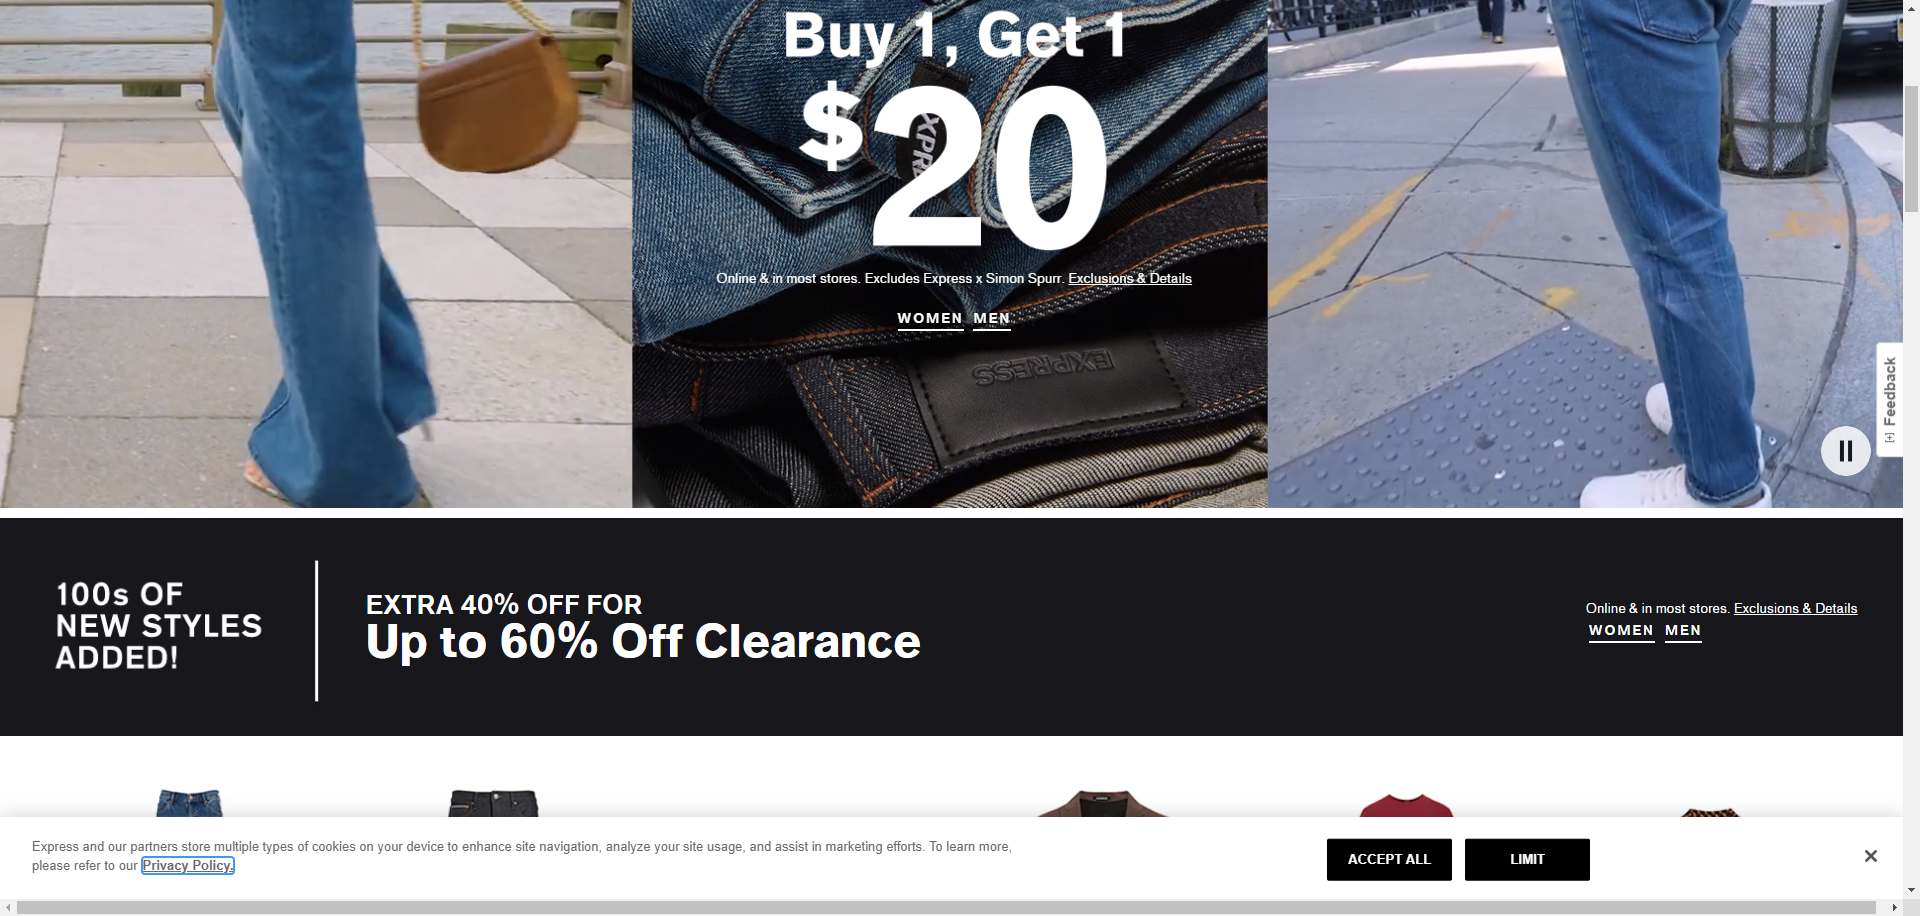 Buy 1, Get 1
$20
Online & in most stores. Excludes Express x Simon Spurr. Exclusions & Details
WOMEN MEN
EXPRESS
[+] Feedback
100s OF
NEW STYLES
ADDED!
EXTRA 40% OFF FOR
Up to 60% Off Clearance
Online & in most stores. Exclusions & Details
WOMEN MEN
Express and our partners store multiple types of cookies on your device to enhance site navigation, analyze your site usage, and assist in marketing efforts. To learn more,
please refer to our Privacy Policy.
ACCEPT ALL
LIMIT